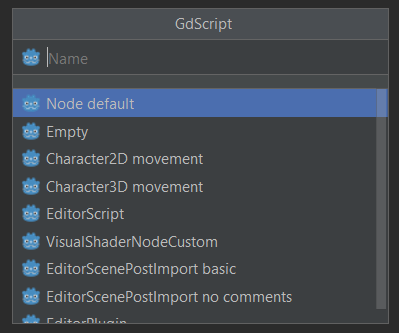 GdScript
Name
Node default
Empty
Character2D movement
Character3D movement
EditorScript
VisualShaderNodeCustom
EditorScenePostImport basic
EditorScenePostImport no comments
EditorPlugin